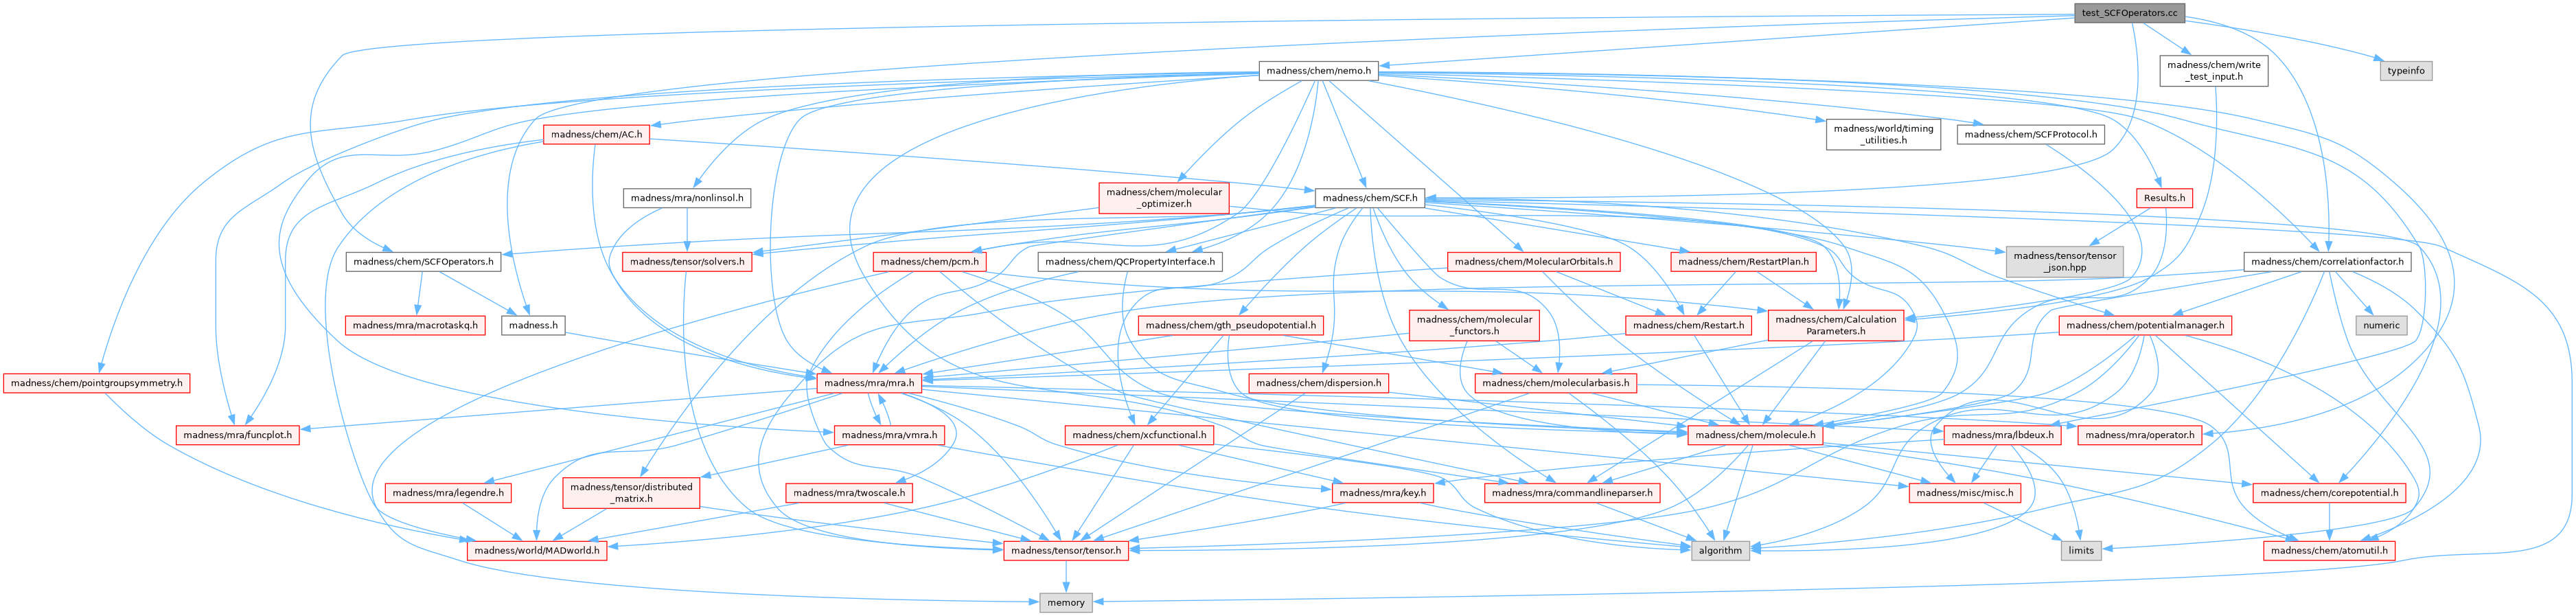 test_SCFOperators.cc
madness/chem/nemo.h
madness/chem/write
_test_input.h
typeinfo
madness/chem/AC.h
madness/world/timing
_utilities.h
madness/chem/SCFProtocol.h
madness/mra/nonlinsol.h
madness/chem/molecular
_optimizer.h
madness/chem/SCF.h
Results.h
madness/chem/SCFOperators.h
madness/tensor/solvers.h
madness/chem/pcm.h
madness/chem/QCPropertyInterface.h
madness/chem/MolecularOrbitals.h
madness/chem/RestartPlan.h
madness/tensor/tensor
_json.hpp
madness/chem/correlationfactor.h
madness/mra/macrotaskq.h
madness.h
madness/chem/gth_pseudopotential.h
madness/chem/molecular
_functors.h
madness/chem/Restart.h
madness/chem/Calculation
Parameters.h
madness/chem/potentialmanager.h
numeric
madness/chem/pointgroupsymmetry.h
madness/mra/mra.h
madness/chem/dispersion.h
madness/chem/molecularbasis.h
madness/mra/funcplot.h
madness/mra/vmra.h
madness/chem/xcfunctional.h
madness/chem/molecule.h
madness/mra/lbdeux.h
madness/mra/operator.h
madness/mra/legendre.h
madness/tensor/distributed
_matrix.h
madness/mra/twoscale.h
madness/mra/key.h
madness/mra/commandlineparser.h
madness/misc/misc.h
madness/chem/corepotential.h
madness/world/MADworld.h
madness/tensor/tensor.h
algorithm
limits
madness/chem/atomutil.h
memory